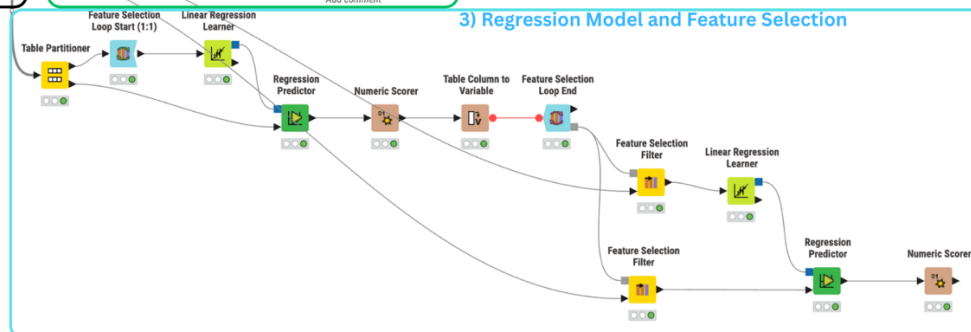 Add comment
3) Regression Model and Feature Selection
Feature Selection
Loop Start (1:1)
Linear Regression
Learner
Table Partitioner
Regression
Predictor
Numeric Scorer
Table Column to
Variable
Feature Selection
Loop End
Feature Selection
Filter
Linear Regression
Learner
Feature Selection
Filter
Regression
Predictor
Numeric Scorer